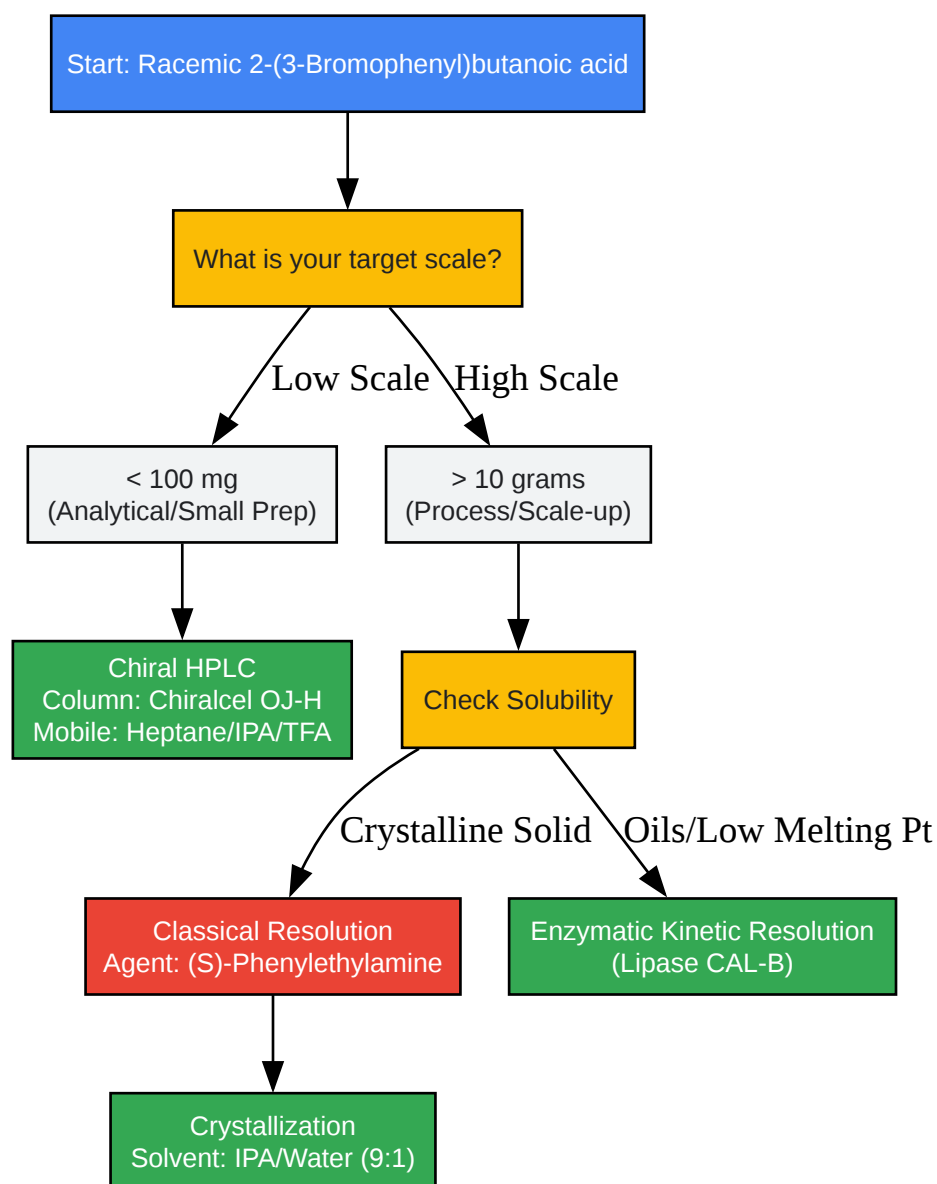 Start: Racemic 2-(3-Bromophenyl)butanoic acid
What is your target scale?
Low Scale
High Scale
< 100 mg
(Analytical/Small Prep)
> 10 grams
(Process/Scale-up)
Chiral HPLC
Column: Chiralcel OJ-H
Mobile: Heptane/IPA/TFA
Check Solubility
Crystalline Solid
Oils/Low Melting Pt
Classical Resolution
Agent: (S)-Phenylethylamine
Enzymatic Kinetic Resolution
(Lipase CAL-B)
Crystallization
Solvent: IPA/Water (9:1)